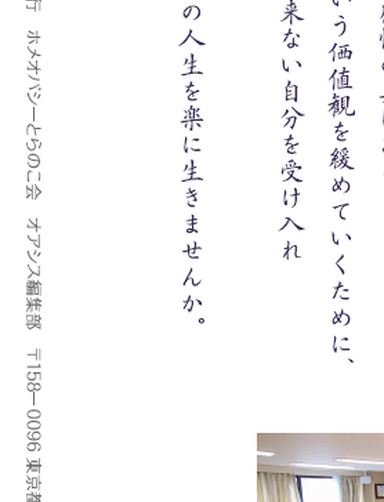 いう価値観を緩めていくために、
来ない自分を受け入れ
の人生を楽に生きませんか。
行　ホメオパシーとらのこ会　オアシス編集部　〒158－0096 東京都